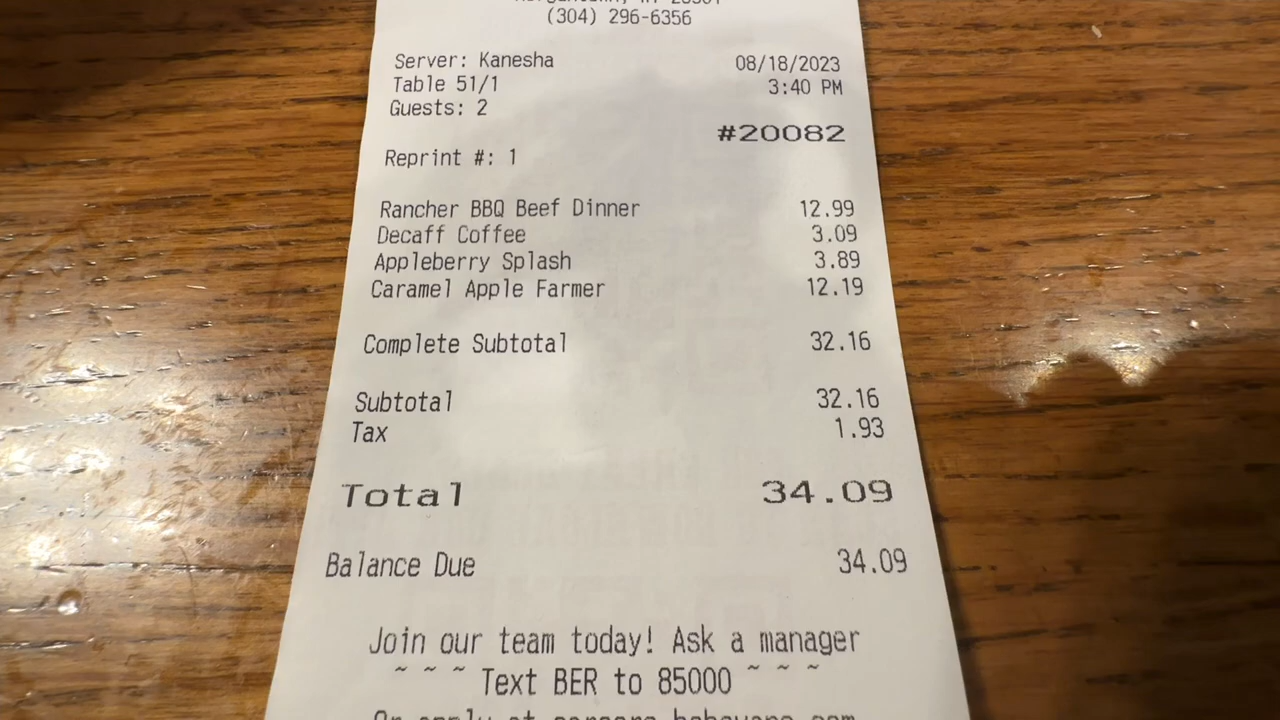 (304) 296-6356
Server: Kanesha 08/18/2023
Table 51/1 3:40 PM
Guests: 2
#20082
Reprint #: 1
Rancher BBQ Beef Dinner 12.99
Decaff Coffee 3.09
Appleberry Splash 3.89
Caramel Apple Farmer 12.19
Complete Subtotal 32.16
Subtotal 32.16
Tax 1.93
Total 34.09
Balance Due 34.09
Join our team today! Ask a manager
~ ~ ~ Text BER to 85000 ~ ~ ~